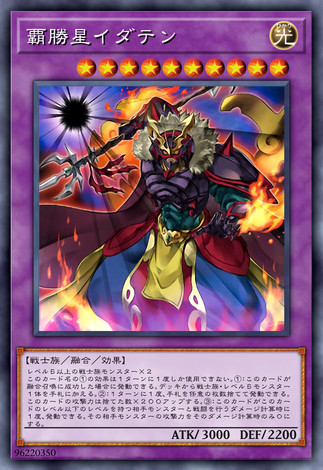 覇勝星イダテン
光
【戦士族／融合／効果】
レベル5以上の戦士族モンスター×2
このカード名の①の効果は1ターンに1度しか使用できない。①：このカードが
融合召喚に成功した場合に発動できる。デッキから戦士族・レベル5モンスター
1体を手札に加える。②：1ターンに1度、手札を任意の枚数捨てて発動できる。
このカードの攻撃力は捨てた数×200アップする。③：このカードがこのカー
ドのレベル以下のレベルを持つ相手モンスターと戦闘を行うダメージ計算時に
1度、発動できる。その相手モンスターの攻撃力をそのダメージ計算時のみ0に
する。
ATK/3000 DEF/2200
96220350